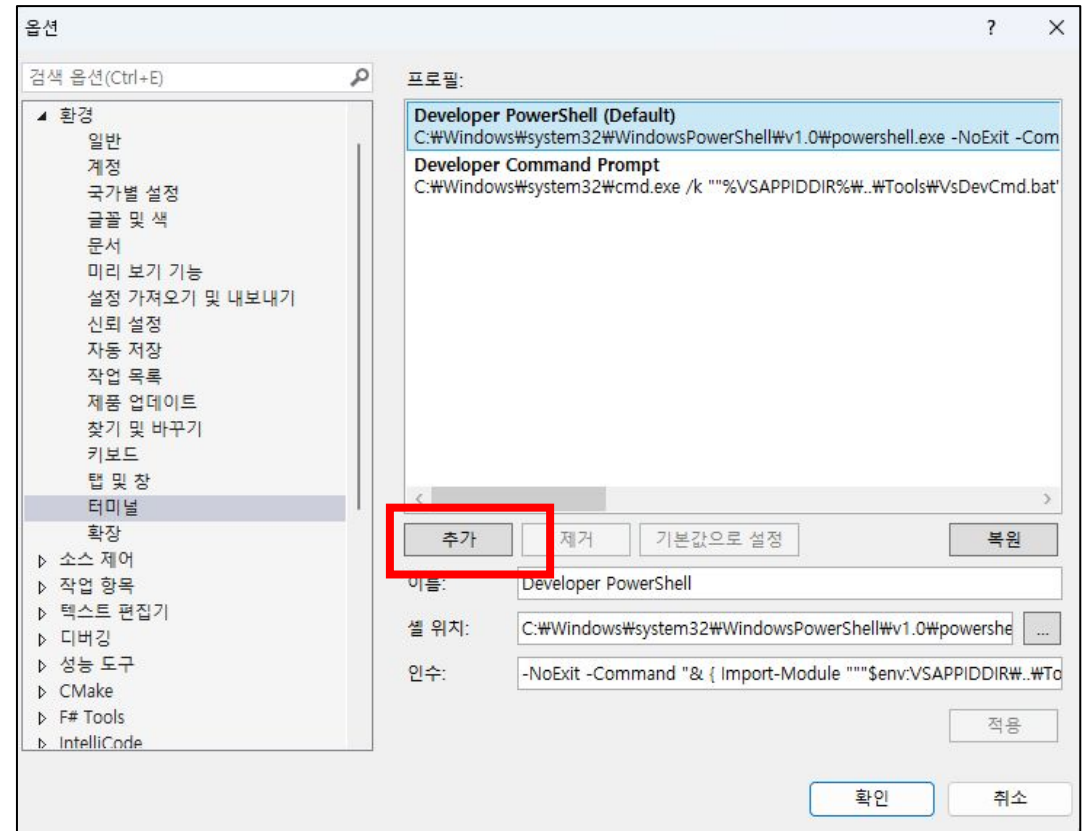 옵션
검색 옵션(Ctrl+E)
환경
일반
계정
국가별 설정
글꼴 및 색
문서
미리 보기 기능
설정 가져오기 및 내보내기
신뢰 설정
자동 저장
작업 목록
제품 업데이트
찾기 및 바꾸기
키보드
탭 및 창
터미널
확장
소스 제어
작업 항목
텍스트 편집기
디버깅
성능 도구
CMake
F# Tools
IntelliCode
프로필:
Developer PowerShell (Default)
C:₩Windows₩system32₩WindowsPowerShell₩v1.0₩powershell.exe -NoExit -Com
Developer Command Prompt
C:₩Windows₩system32₩cmd.exe /k ""%VSAPPIDDIR%₩..₩Tools₩VsDevCmd.bat"
추가
제거
기본값으로 설정
복원
이름:
Developer PowerShell
셸 위치:
C:₩Windows₩system32₩WindowsPowerShell₩v1.0₩powershe
...
인수:
-NoExit -Command "& { Import-Module """$env:VSAPPIDDIR₩..₩To
적용
확인
취소